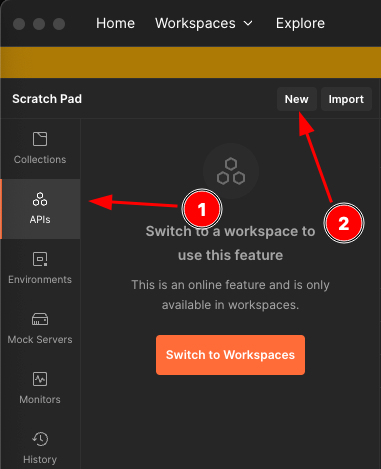 Home Workspaces Explore
Scratch Pad New Import
Collections
APIs
1
2
Switch to a workspace to
use this feature
Environments
This is an online feature and is only
available in workspaces.
Mock Servers
Switch to Workspaces
Monitors
History